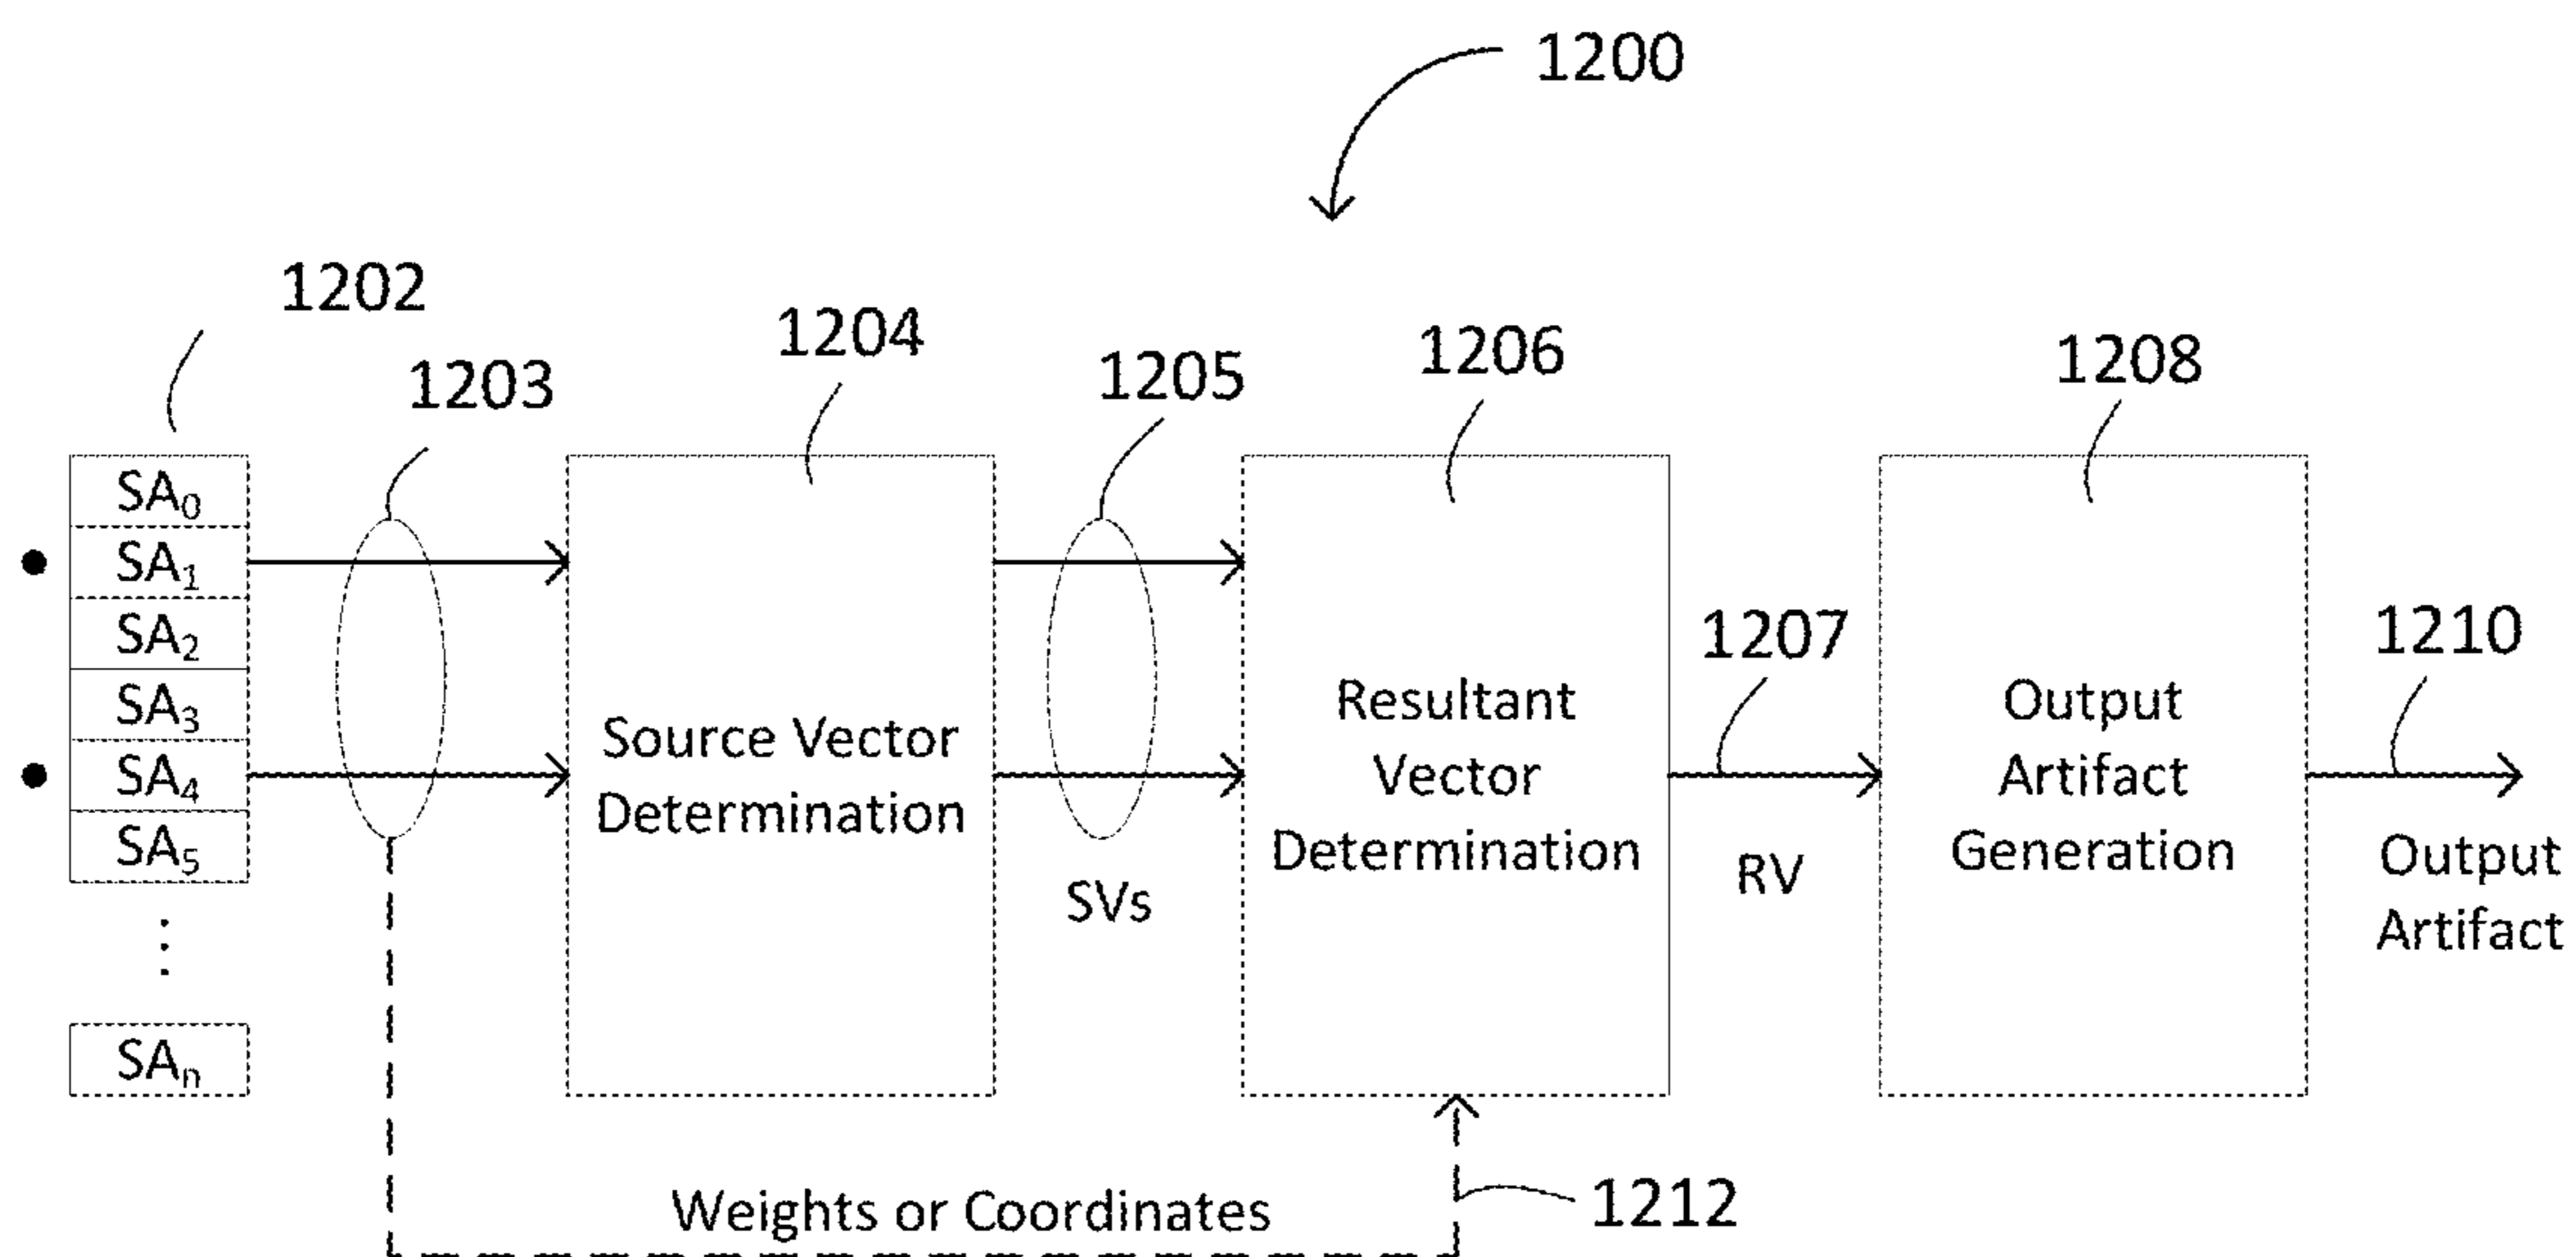 1200
1202
1203
1204
1205
1206
1208
SA₀
SA₁
SA₂
SA₃
SA₄
SA₅
⋮
SAₙ
Source Vector
Determination
SVs
Resultant
Vector
Determination
1207
RV
Output
Artifact
Generation
1210
Output
Artifact
Weights or Coordinates
1212